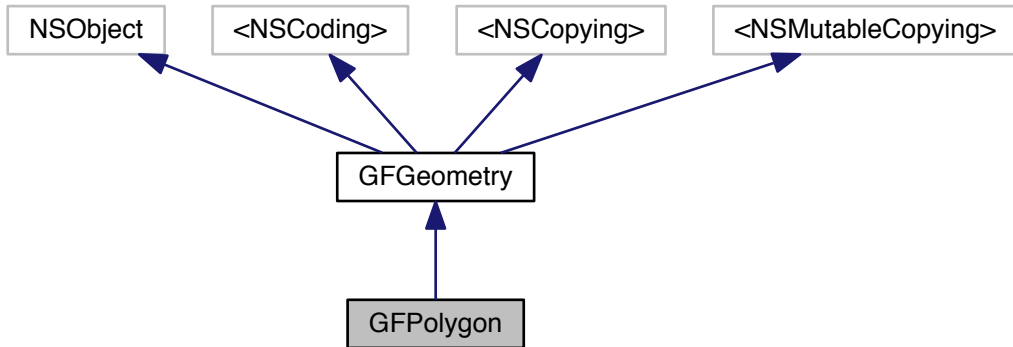 NSObject
<NSCoding>
<NSCopying>
<NSMutableCopying>
GFGeometry
GFPolygon